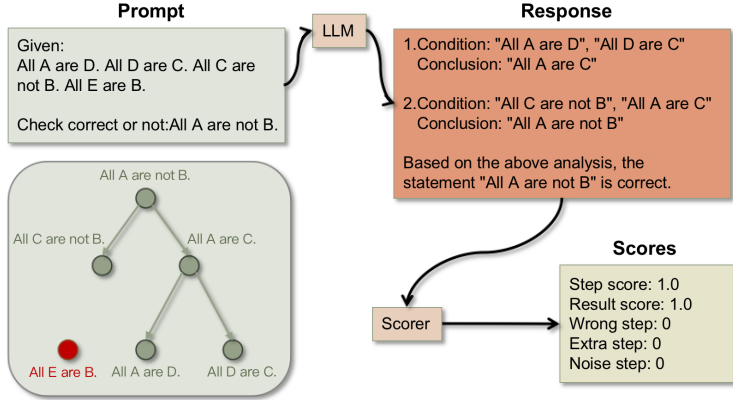 Prompt
Given:
All A are D. All D are C. All C are
not B. All E are B.
Check correct or not:All A are not B.
LLM
Response
1.Condition: "All A are D", "All D are C"
Conclusion: "All A are C"
2.Condition: "All C are not B", "All A are C"
Conclusion: "All A are not B"
Based on the above analysis, the
statement "All A are not B" is correct.
All A are not B.
All C are not B.
All A are C.
All E are B.
All A are D.
All D are C.
Scorer
Scores
Step score: 1.0
Result score: 1.0
Wrong step: 0
Extra step: 0
Noise step: 0